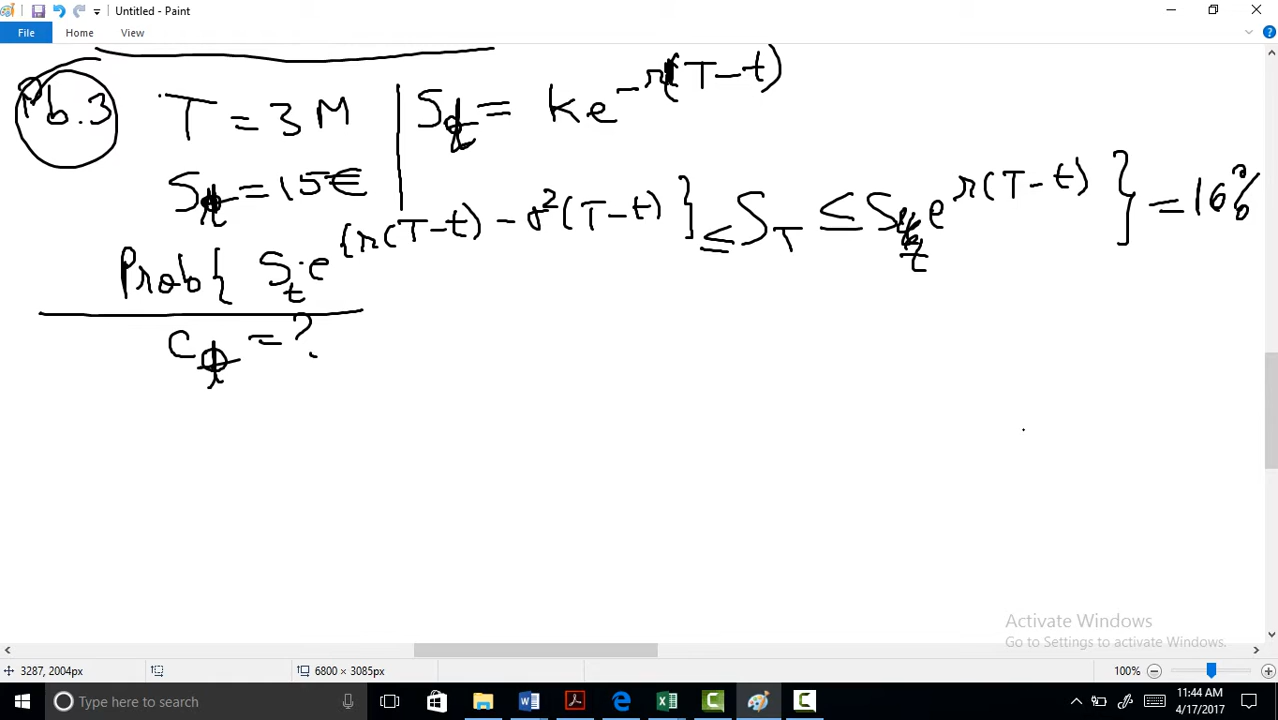 Untitled - Paint
File Home View
Pb.3 T = 3M | S_t = ke^{-r(T-t)}
S_t = 15€
Prob{ S_t e^{{r(T-t) - σ²(T-t)}} ≤ S_T ≤ S_t e^{r(T-t)} } = 16%
c_t = ?
Activate Windows
Go to Settings to activate Windows.
3287, 2004px 6800 × 3085px 100%
Type here to search
11:44 AM
4/17/2017